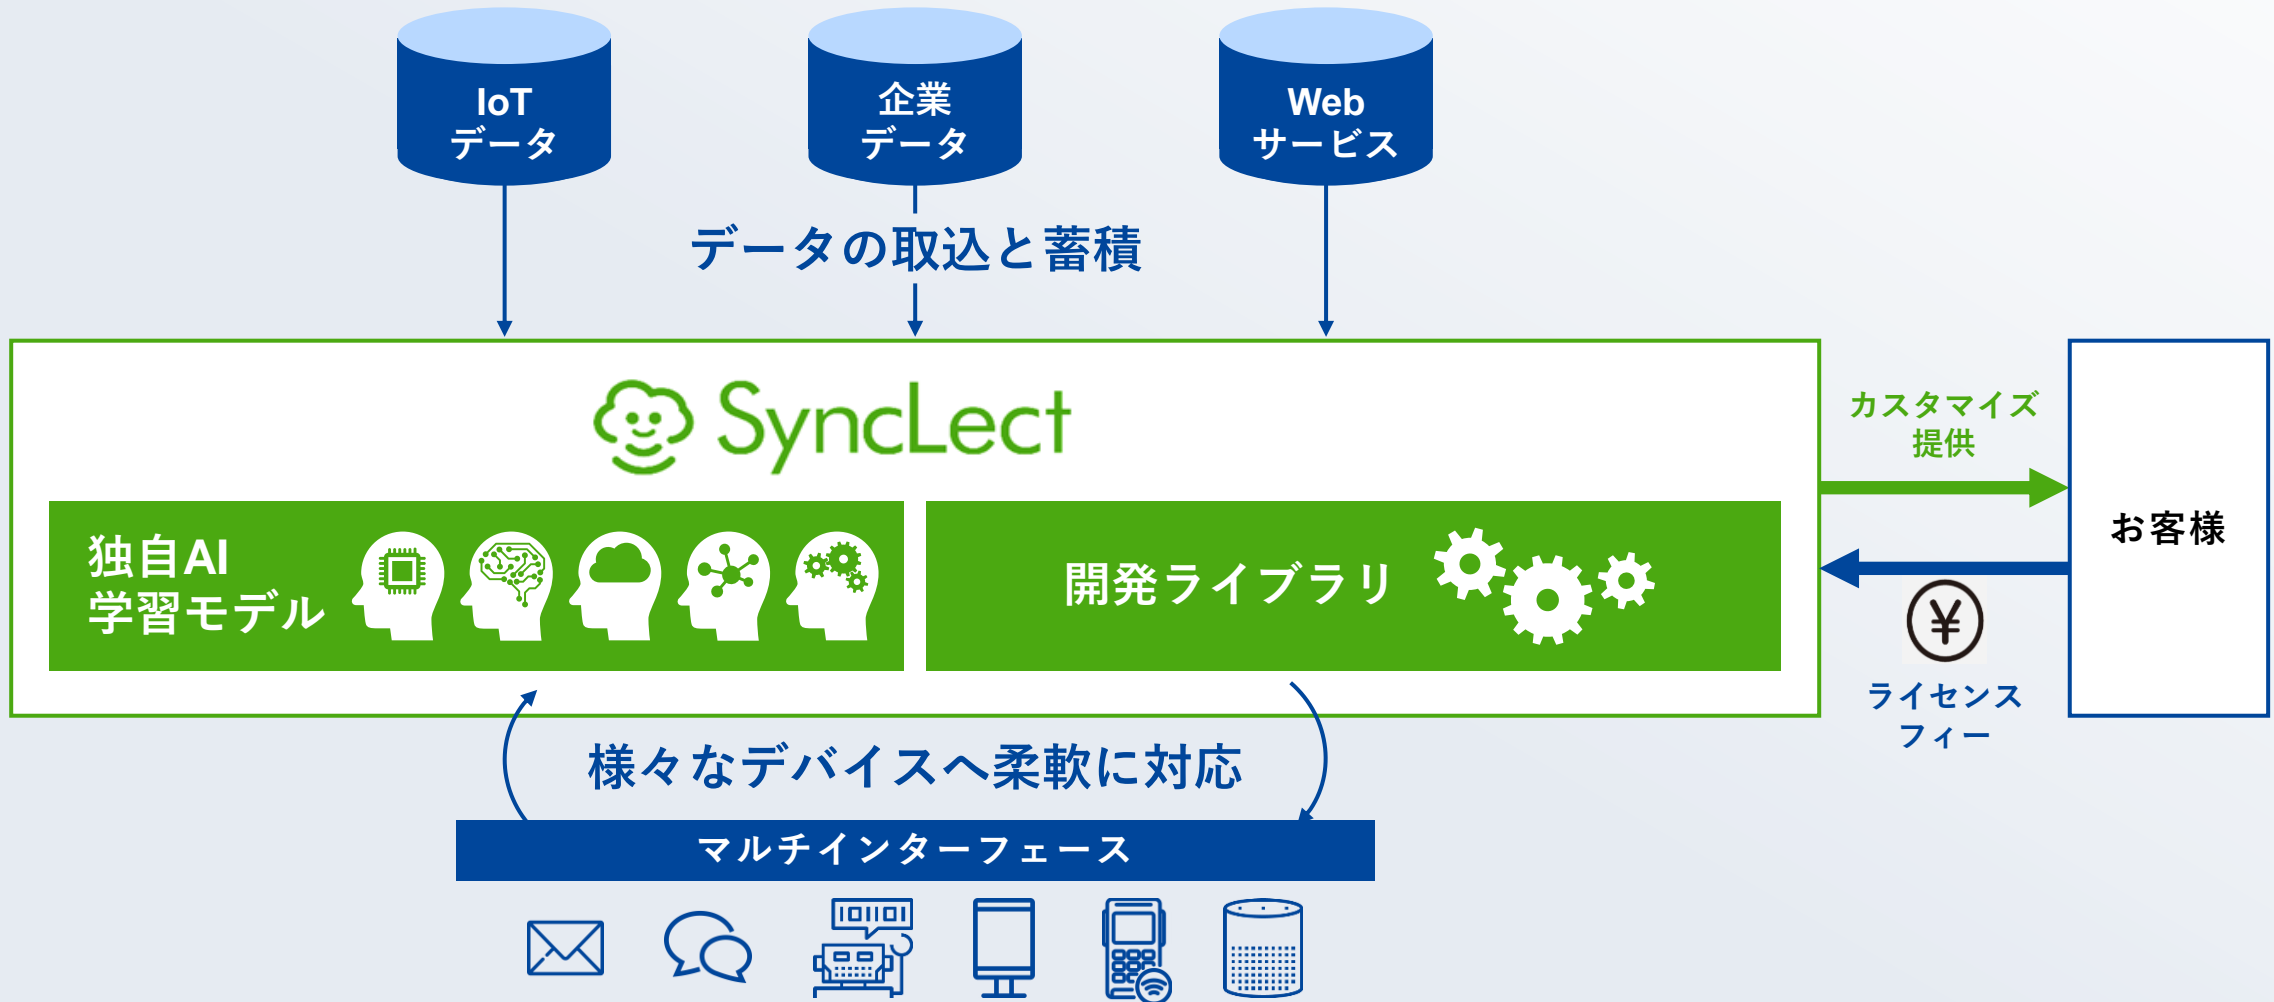 IoT
データ
企業
データ
Web
サービス
データの取込と蓄積
SyncLect
独自AI
学習モデル
開発ライブラリ
カスタマイズ
提供
お客様
¥
ライセンス
フィー
様々なデバイスへ柔軟に対応
マルチインターフェース